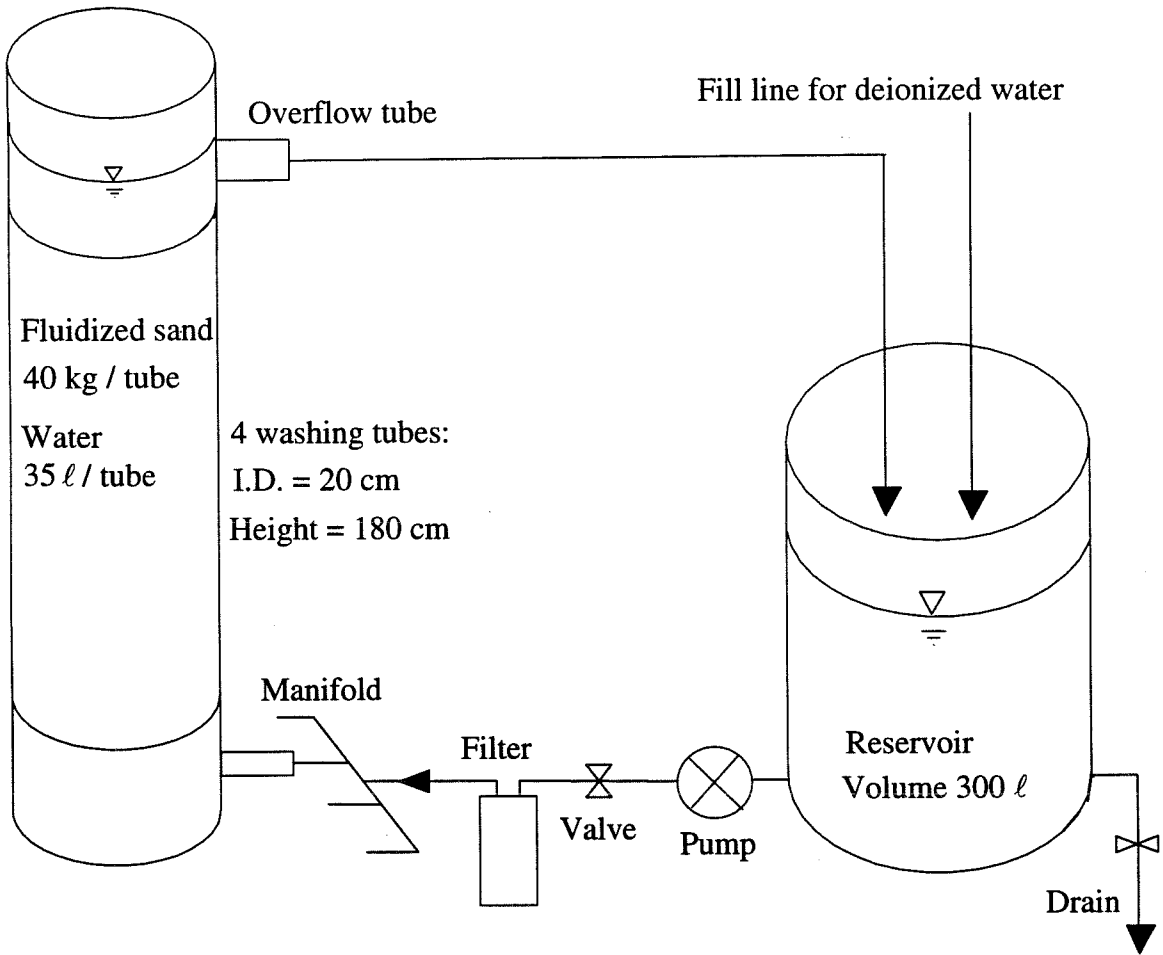 Overflow tube
Fill line for deionized water
Fluidized sand
40 kg / tube
Water
35 ℓ / tube
4 washing tubes:
I.D. = 20 cm
Height = 180 cm
Manifold
Filter
Valve
Pump
Reservoir
Volume 300 ℓ
Drain